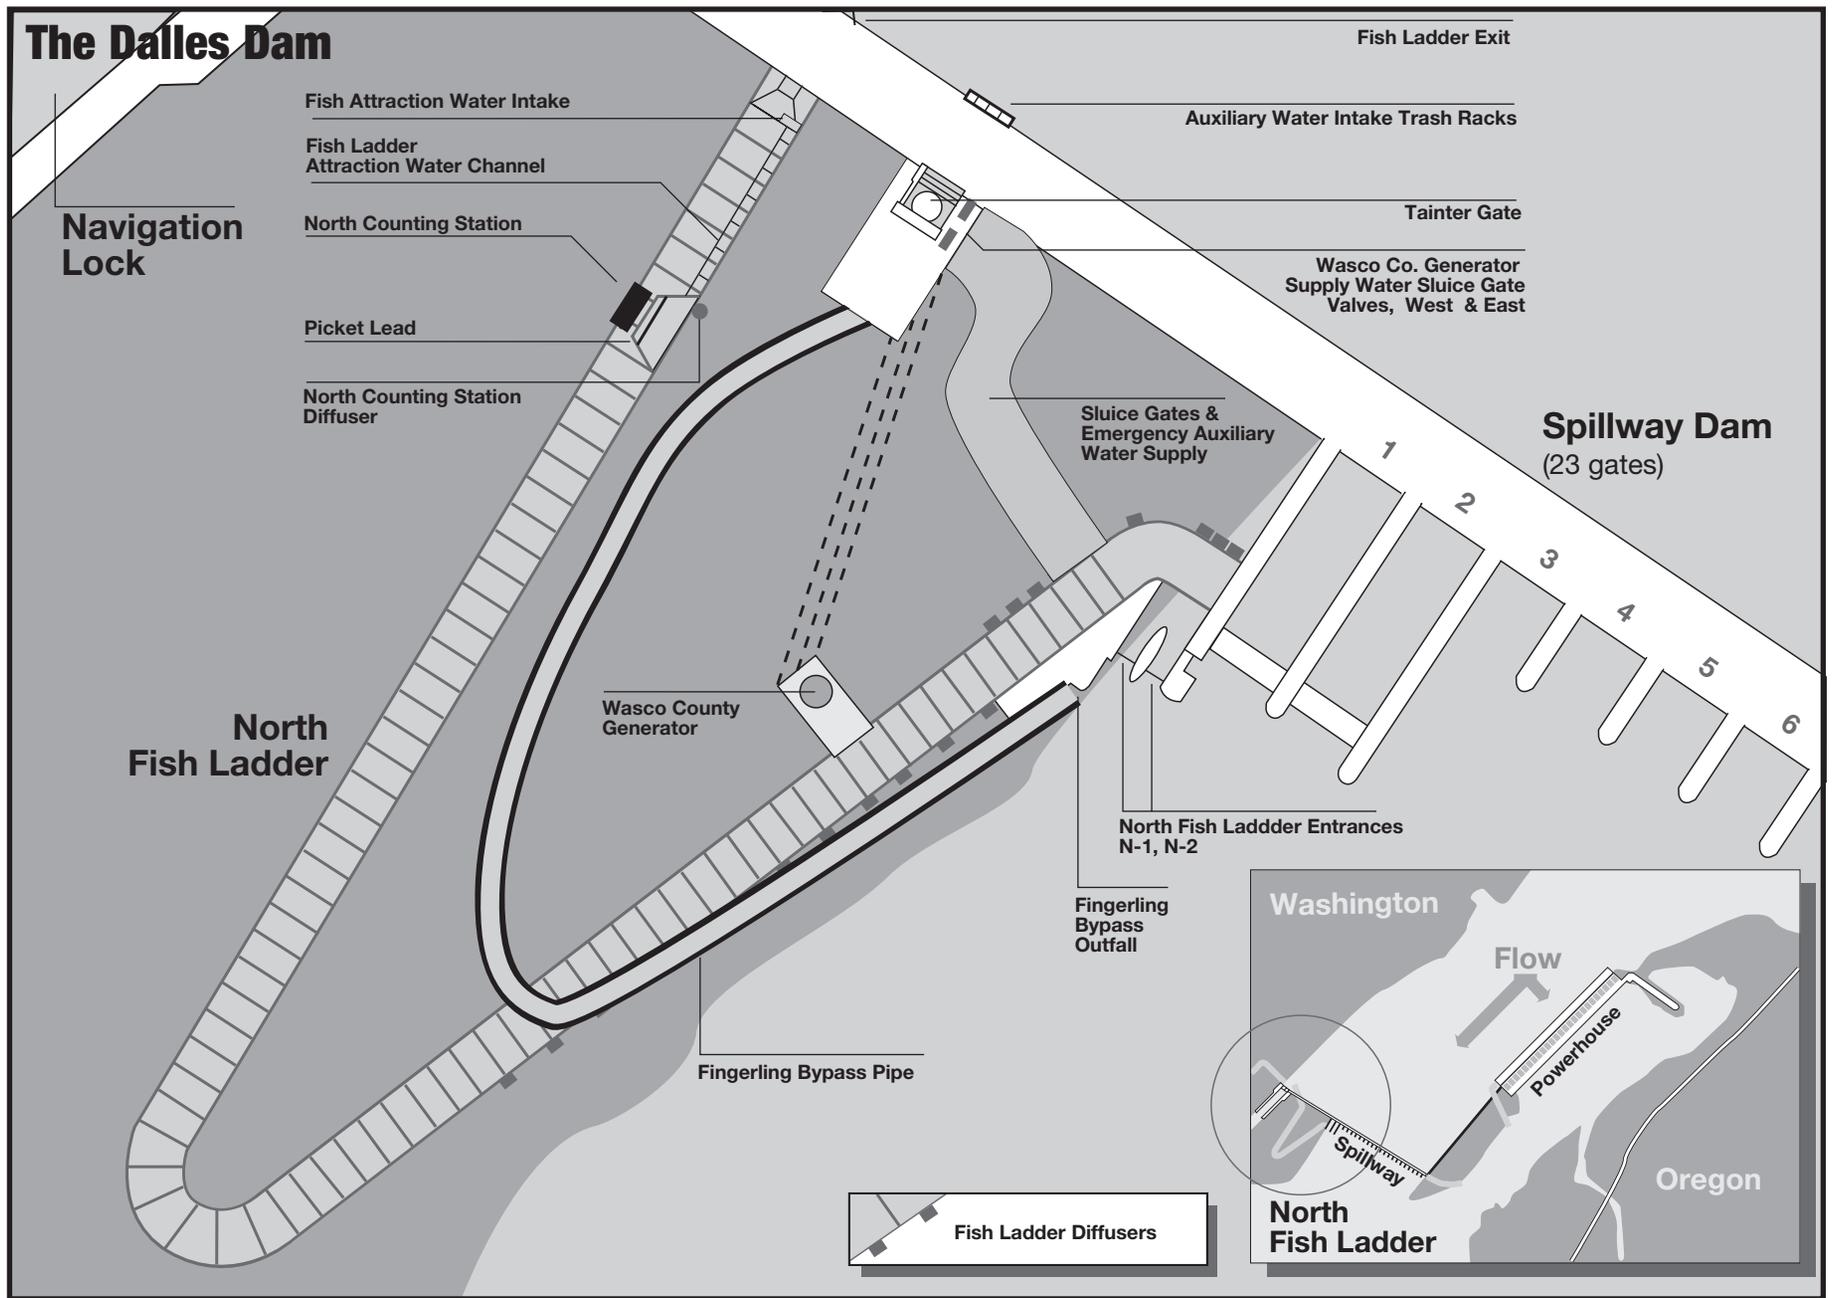 The Dalles Dam
Fish Ladder Exit
Fish Attraction Water Intake
Auxiliary Water Intake Trash Racks
Fish Ladder
Attraction Water Channel
Tainter Gate
North Counting Station
Navigation
Lock
Wasco Co. Generator
Supply Water Sluice Gate
Valves, West & East
Picket Lead
North Counting Station
Diffuser
Sluice Gates &
Emergency Auxiliary
Water Supply
Spillway Dam
(23 gates)
1
2
3
4
5
6
Wasco County
Generator
North
Fish Ladder
North Fish Laddder Entrances
N-1, N-2
Fingerling
Bypass
Outfall
Fingerling Bypass Pipe
Fish Ladder Diffusers
Washington
Flow
Powerhouse
Spillway
Oregon
North
Fish Ladder